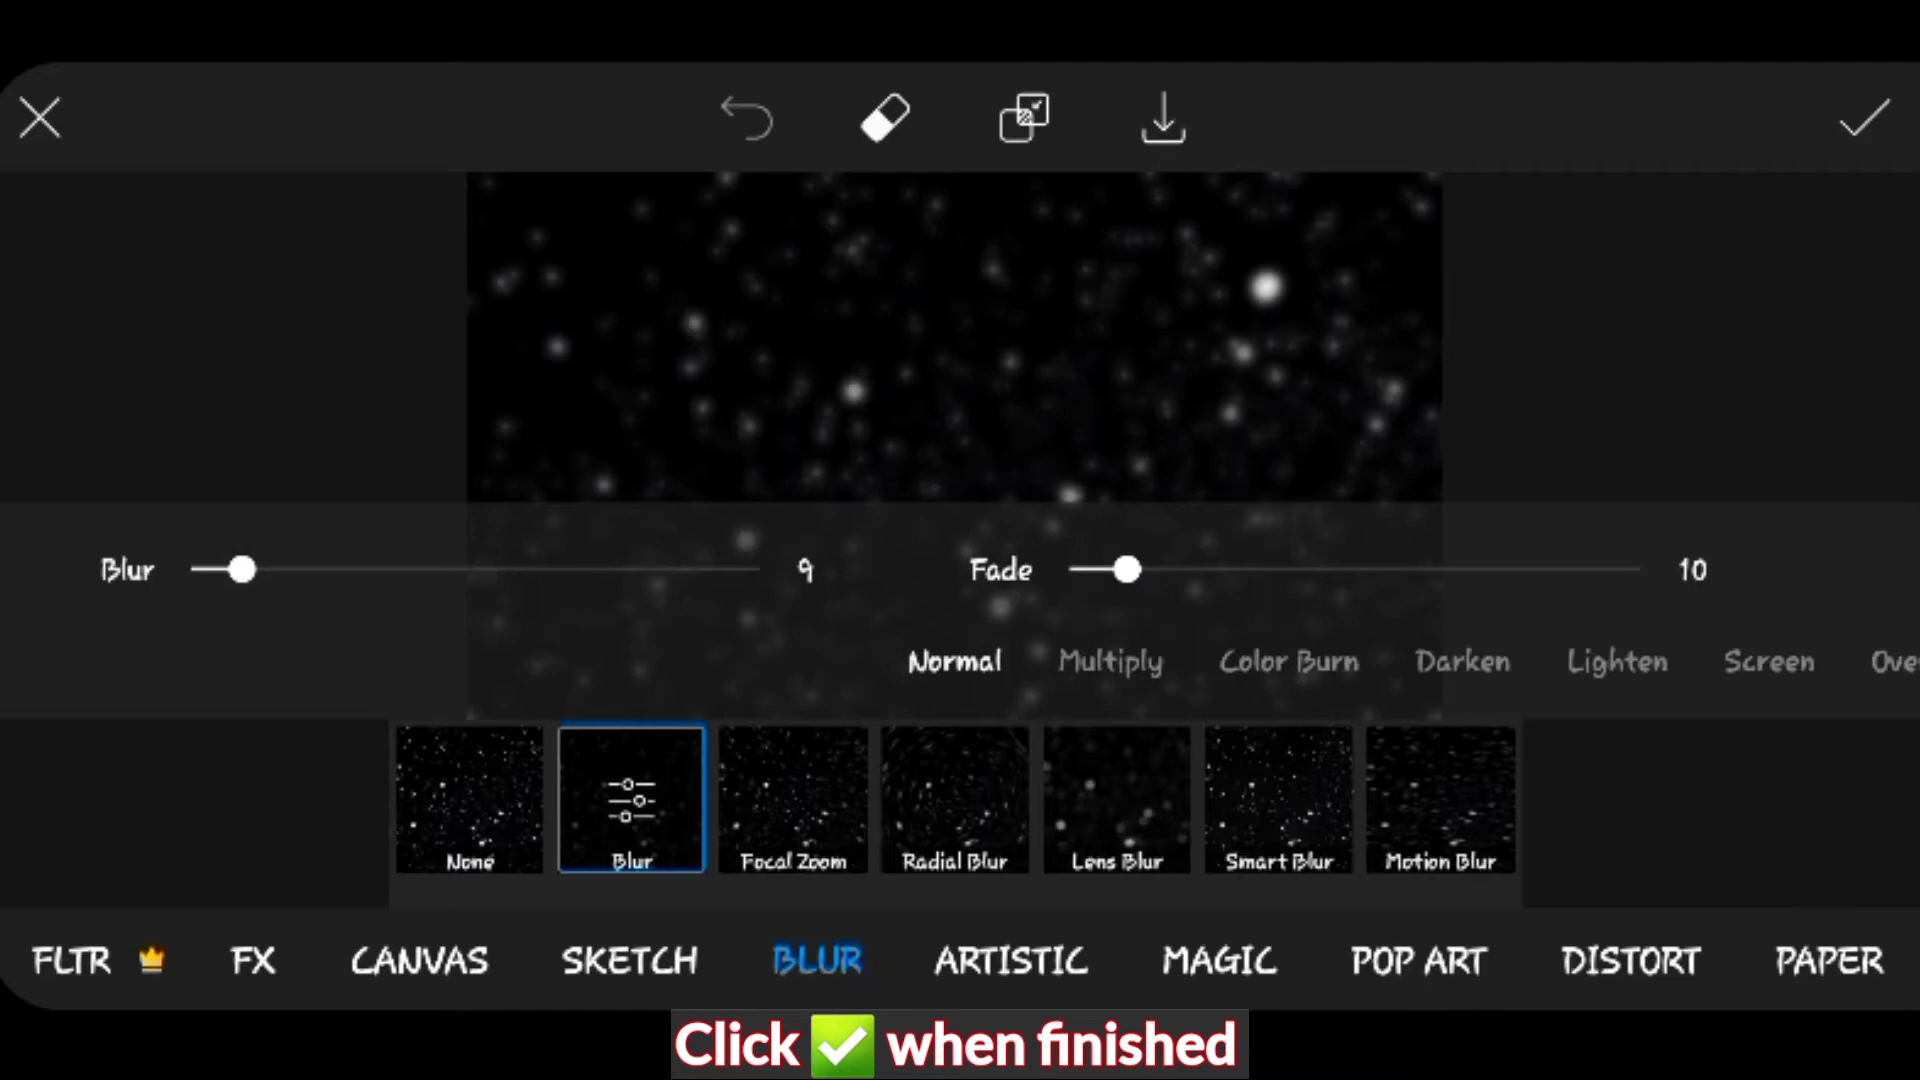 Blur 9 Fade 10
Normal Multiply Color Burn Darken Lighten Screen Ove
None Blur Focal Zoom Radial Blur Lens Blur Smart Blur Motion Blur
FLTR FX CANVAS SKETCH BLUR ARTISTIC MAGIC POP ART DISTORT PAPER
Click ✅ when finished